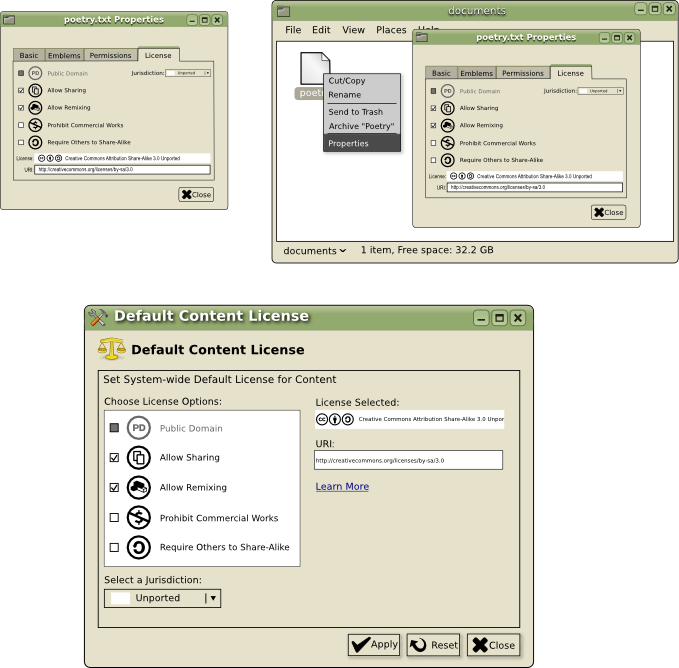 poetry.txt Properties
Basic Emblems Permissions License
PD Public Domain Jurisdiction: Unported
Allow Sharing
Allow Remixing
Prohibit Commercial Works
Require Others to Share-Alike
License: Creative Commons Attribution Share-Alike 3.0 Unported
URI: http://creativecommons.org/licenses/by-sa/3.0
Close
documents
File Edit View Places Help
poetr
Cut/Copy
Rename
Send to Trash
Archive "Poetry"
Properties
poetry.txt Properties
Basic Emblems Permissions License
PD Public Domain Jurisdiction: Unported
Allow Sharing
Allow Remixing
Prohibit Commercial Works
Require Others to Share-Alike
License: Creative Commons Attribution Share-Alike 3.0 Unported
URI: http://creativecommons.org/licenses/by-sa/3.0
Close
documents 1 item, Free space: 32.2 GB
Default Content License
Default Content License
Set System-wide Default License for Content
Choose License Options:
PD Public Domain
Allow Sharing
Allow Remixing
Prohibit Commercial Works
Require Others to Share-Alike
Select a Jurisdiction:
Unported
License Selected:
Creative Commons Attribution Share-Alike 3.0 Unpor
URI:
http://creativecommons.org/licenses/by-sa/3.0
Learn More
Apply Reset Close